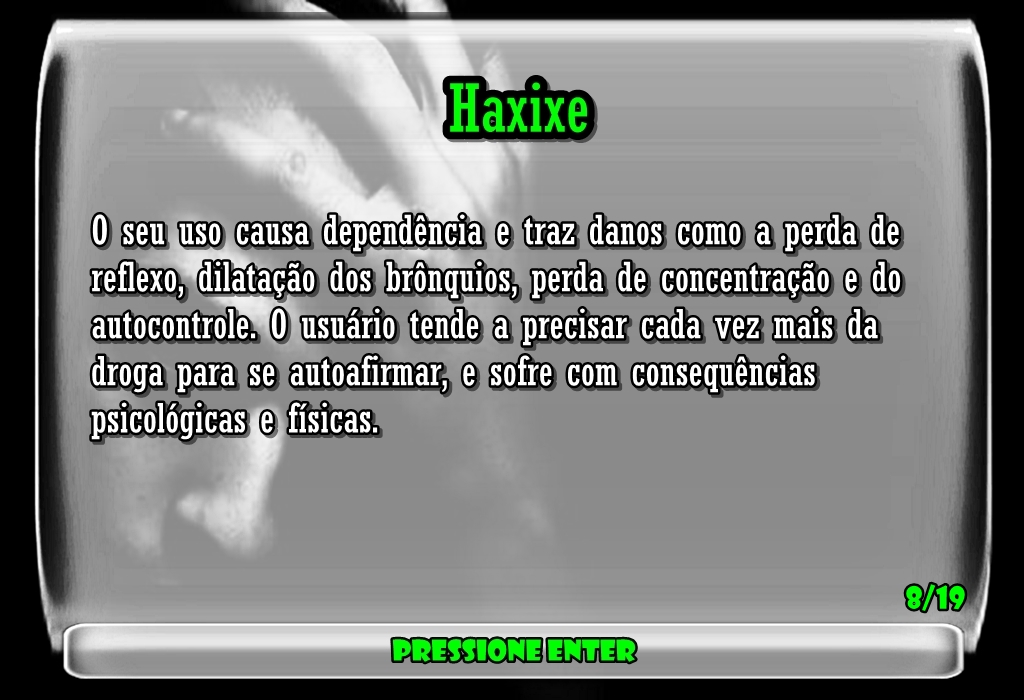 Haxixe
O seu uso causa dependência e traz danos como a perda de
reflexo, dilatação dos brônquios, perda de concentração e do
autocontrole. O usuário tende a precisar cada vez mais da
droga para se autoafirmar, e sofre com consequências
psicológicas e físicas.
8/19
PRESSIONE ENTER